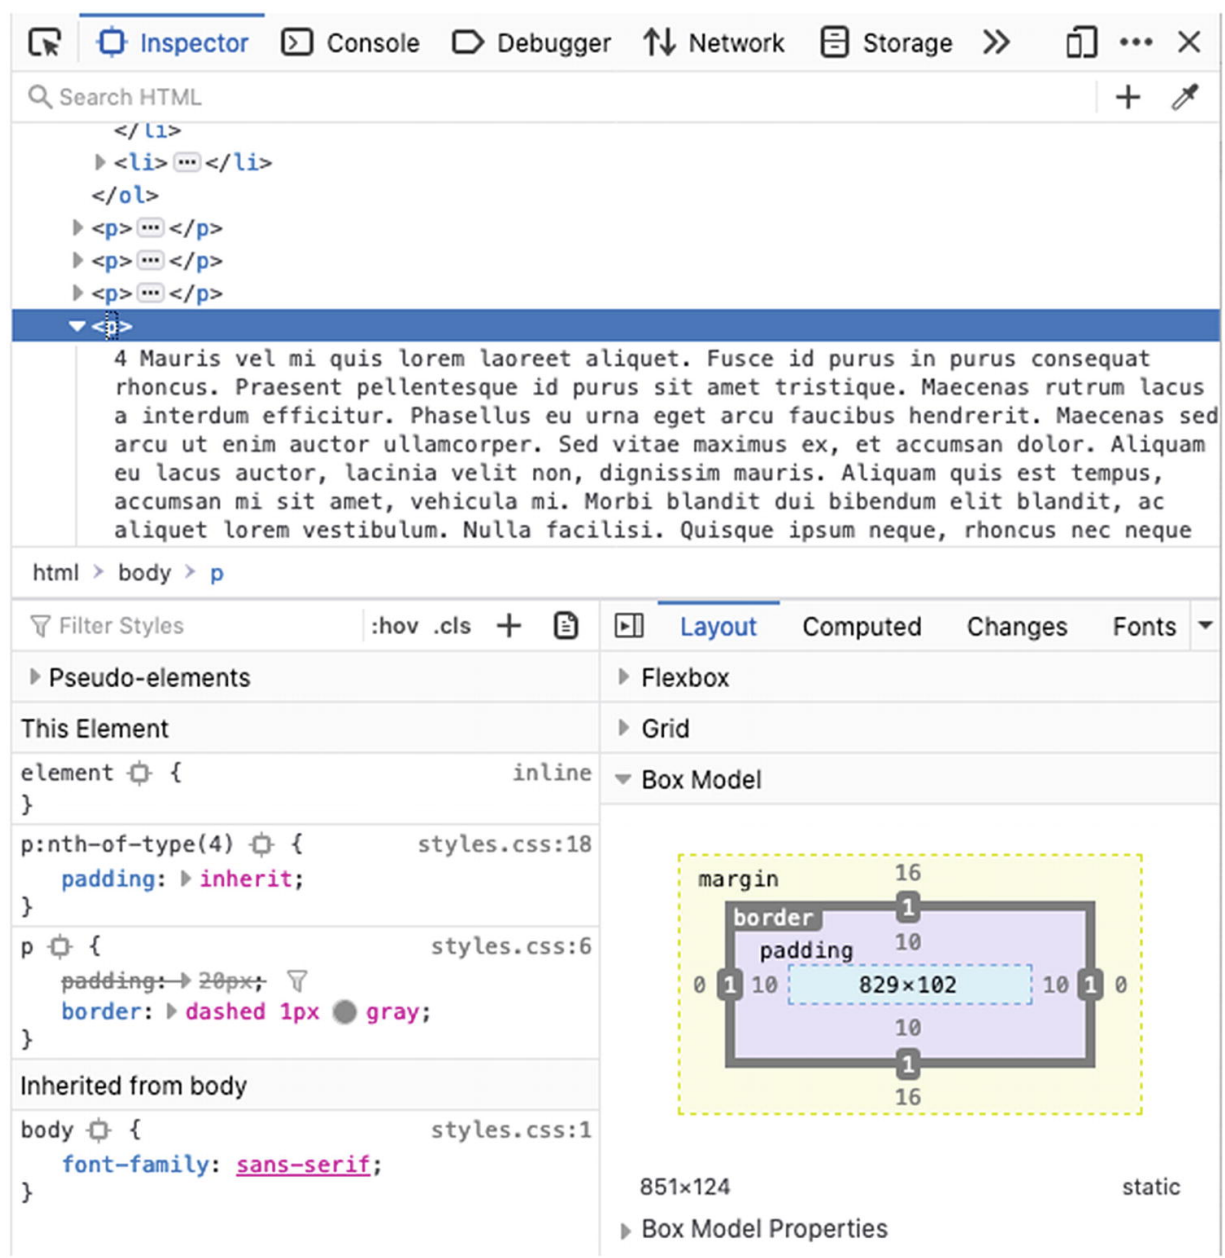 Inspector Console Debugger Network Storage
Search HTML
</li>
<li>…</li>
</ol>
<p>…</p>
<p>…</p>
<p>…</p>
<p>
4 Mauris vel mi quis lorem laoreet aliquet. Fusce id purus in purus consequat
rhoncus. Praesent pellentesque id purus sit amet tristique. Maecenas rutrum lacus
a interdum efficitur. Phasellus eu urna eget arcu faucibus hendrerit. Maecenas sed
arcu ut enim auctor ullamcorper. Sed vitae maximus ex, et accumsan dolor. Aliquam
eu lacus auctor, lacinia velit non, dignissim mauris. Aliquam quis est tempus,
accumsan mi sit amet, vehicula mi. Morbi blandit dui bibendum elit blandit, ac
aliquet lorem vestibulum. Nulla facilisi. Quisque ipsum neque, rhoncus nec neque
html > body > p
Filter Styles :hov .cls +
Pseudo-elements
This Element
element { inline
}
p:nth-of-type(4) { styles.css:18
padding: inherit;
}
p { styles.css:6
padding: 20px;
border: dashed 1px gray;
}
Inherited from body
body { styles.css:1
font-family: sans-serif;
}
Layout Computed Changes Fonts
Flexbox
Grid
Box Model
margin 16
border 1
padding 10
0 1 10 829×102 10 1 0
10
1
16
851×124 static
Box Model Properties